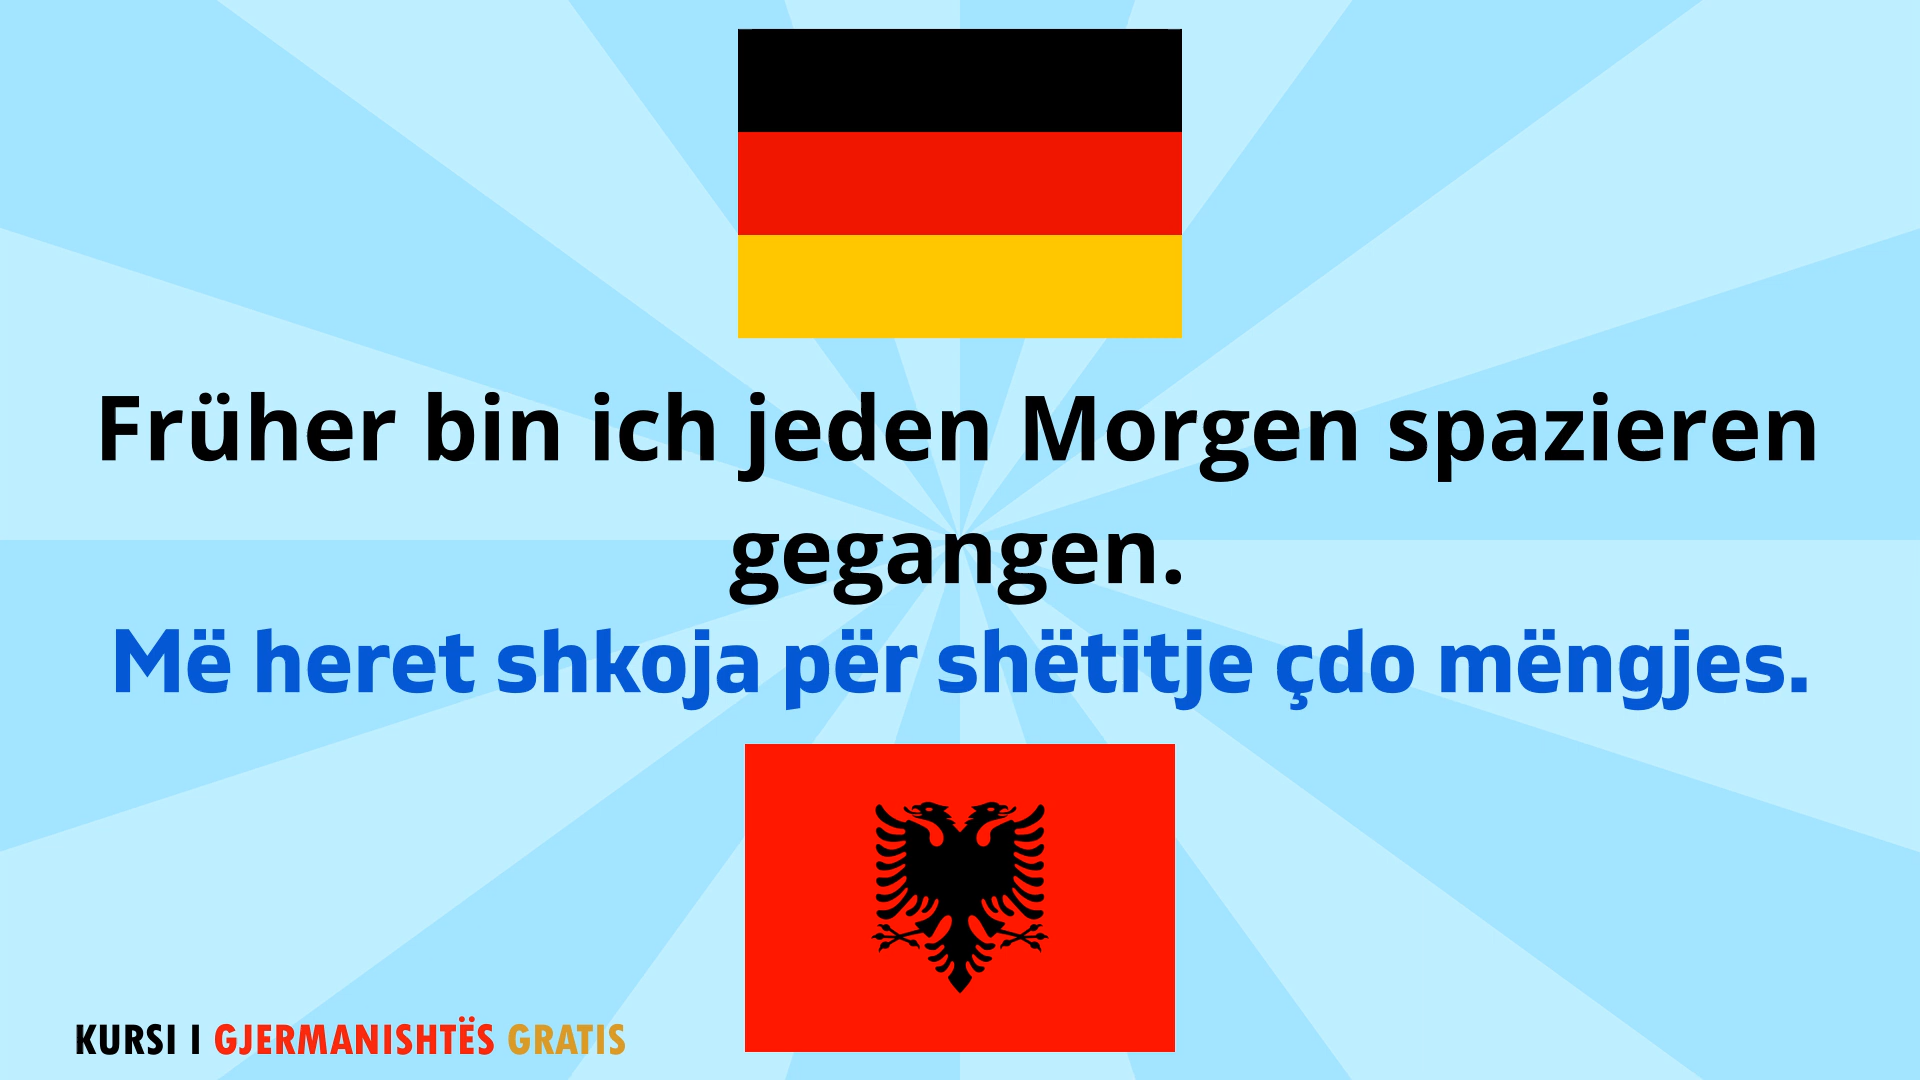 Früher bin ich jeden Morgen spazieren
gegangen.
Më heret shkoja për shëtitje çdo mëngjes.
KURSI I GJERMANISHTËS GRATIS